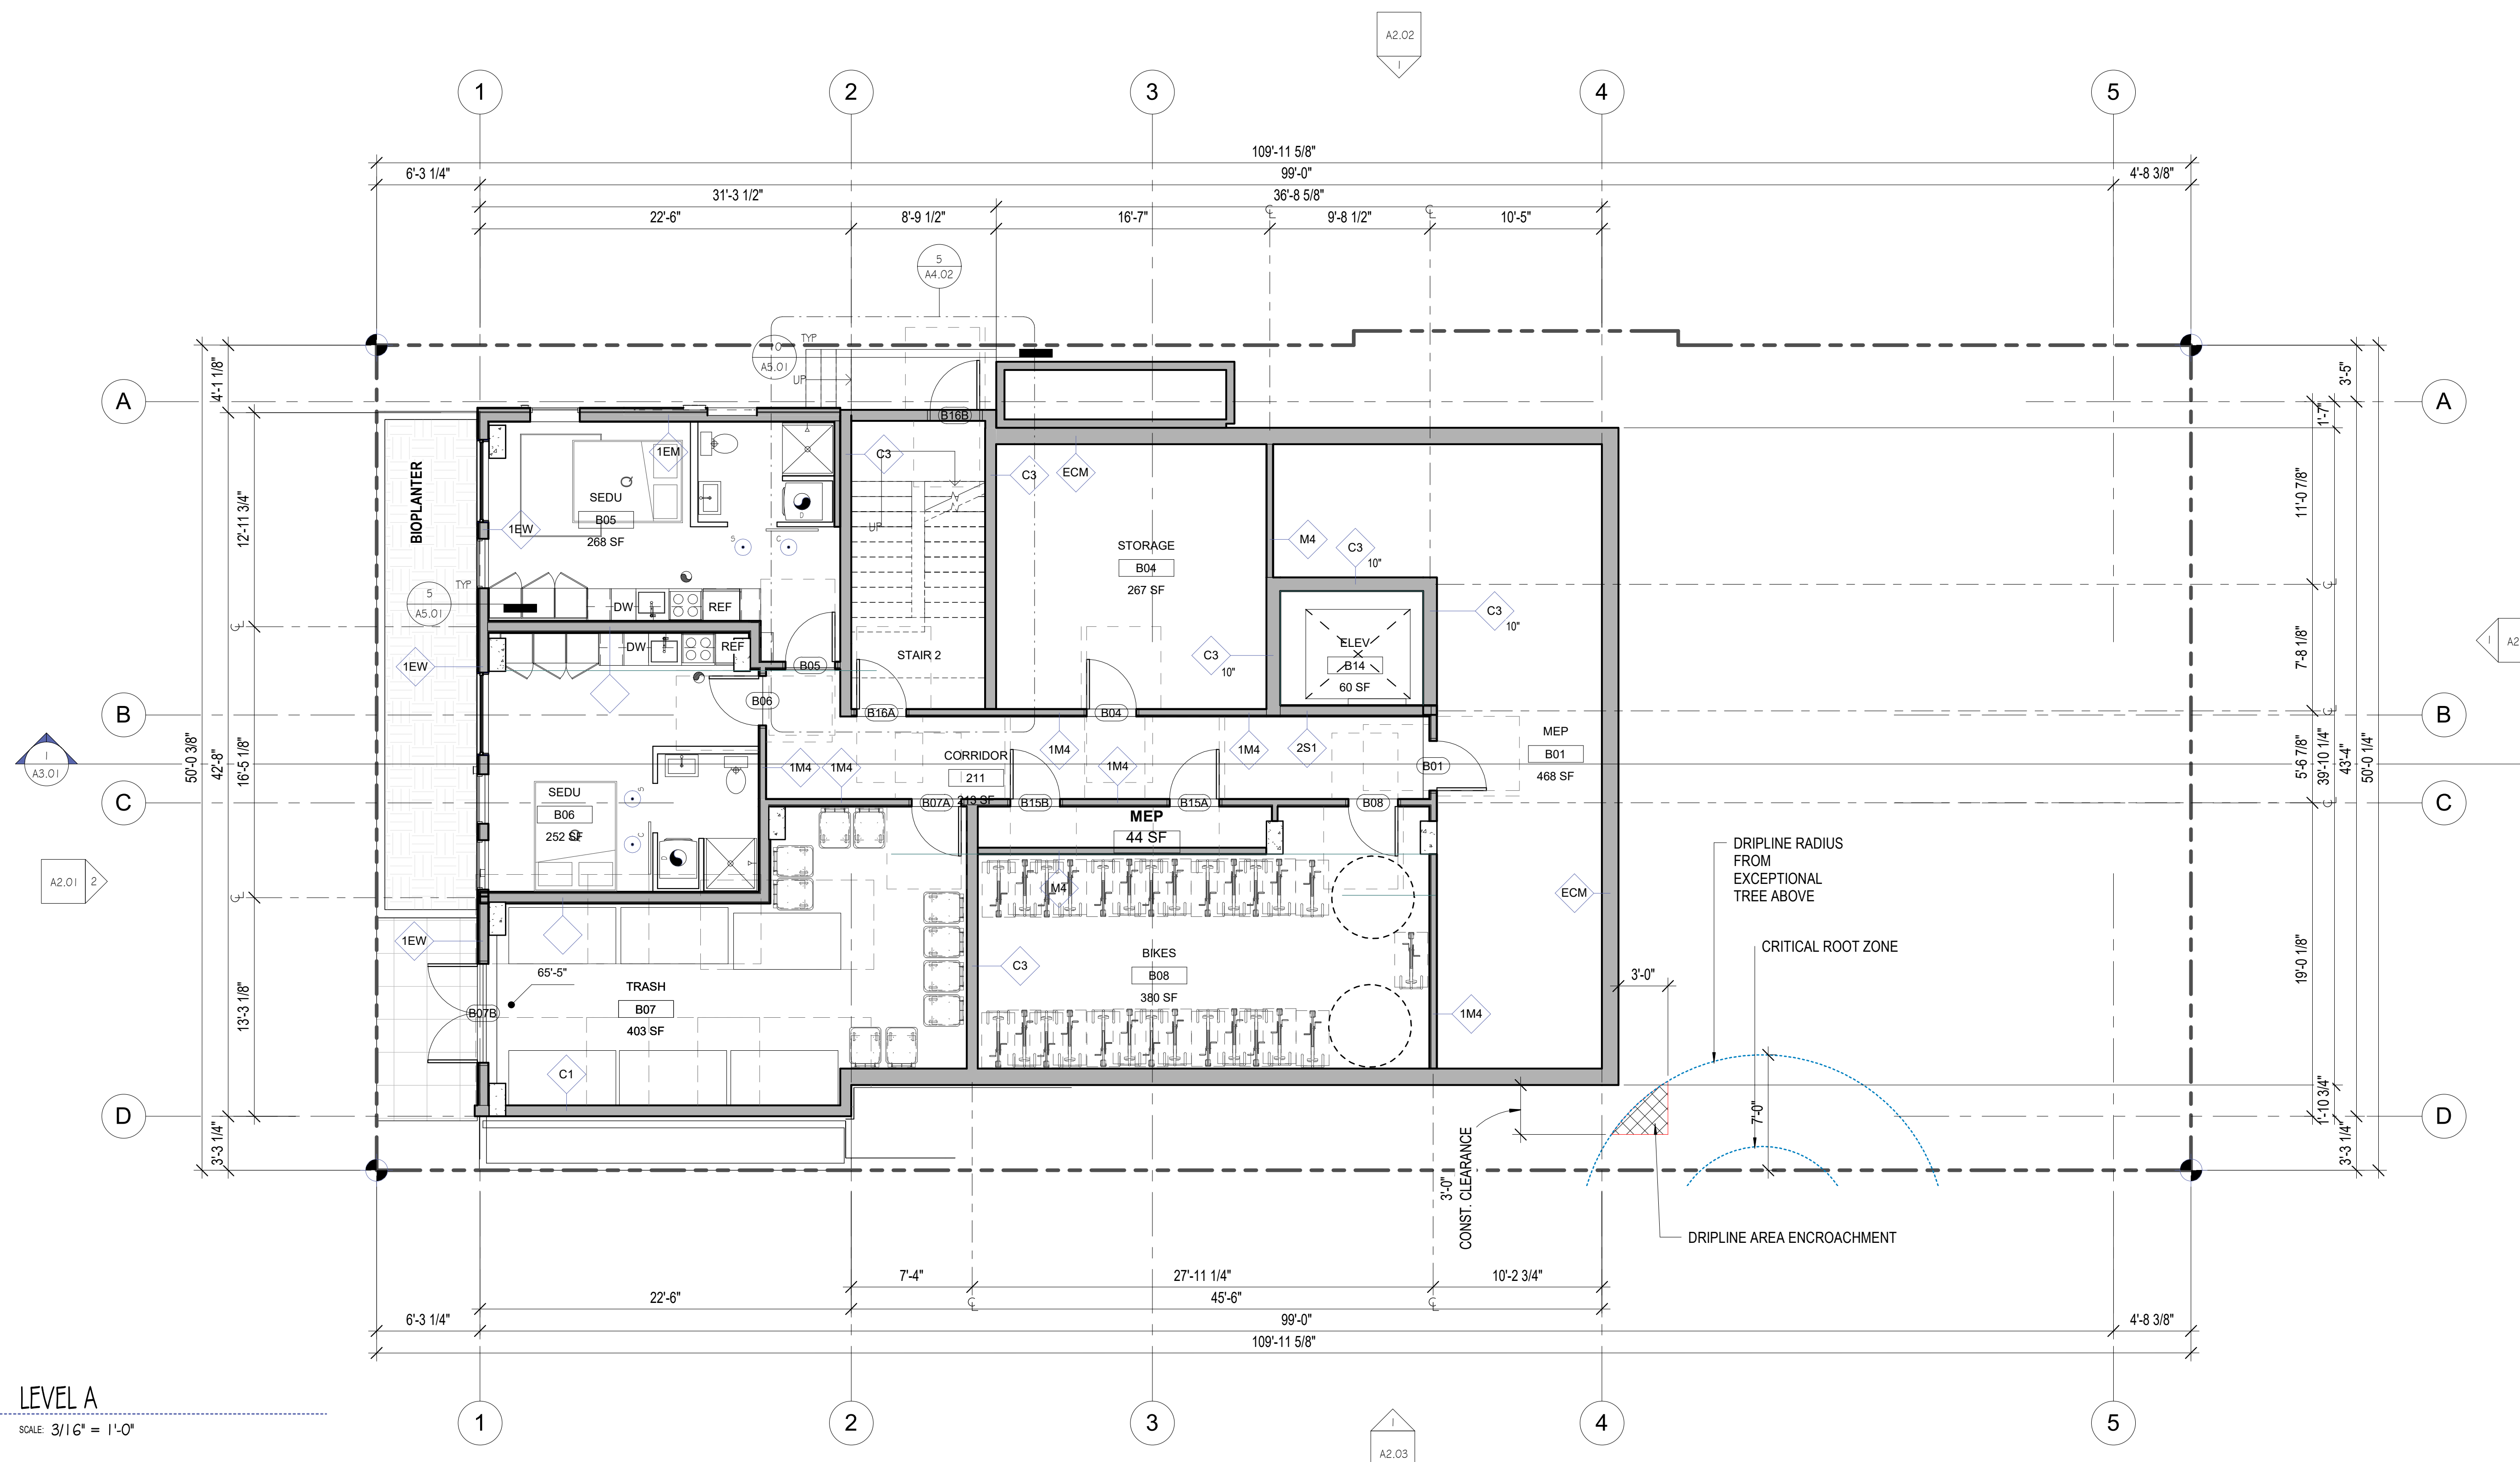 A2.02
1
1
2
3
4
5
109'-11 5/8"
6'-3 1/4"
99'-0"
4'-8 3/8"
31'-3 1/2"
36'-8 5/8"
22'-6"
8'-9 1/2"
16'-7"
9'-8 1/2"
10'-5"
5
A4.02
TYP
A5.01
UP
A
A
4'-1 1/8"
3'-5"
1'-7"
B16B
1EM
C3
C3
ECM
BIOPLANTER
SEDU
B05
268 SF
1EW
D
S
C
UP
12'-11 3/4"
11'-0 7/8"
STORAGE
B04
267 SF
M4
C3
10"
5
A5.01
TYP
DW
REF
C3
10"
ELEV
B14
60 SF
C3
10"
1
A2
DW
REF
1EW
B05
STAIR 2
7'-8 1/8"
B06
B16A
B04
B
B
MEP
B01
468 SF
1
A3.01
50'-0 3/8"
42'-8"
16'-5 1/8"
1M4
1M4
CORRIDOR
211
213 SF
1M4
1M4
1M4
2S1
B01
5'-6 7/8"
39'-10 1/4"
43'-4"
50'-0 1/4"
C
C
SEDU
B06
252 SF
S
C
D
B07A
B15B
B15A
B08
MEP
44 SF
A2.01
2
M4
ECM
DRIPLINE RADIUS
FROM
EXCEPTIONAL
TREE ABOVE
CRITICAL ROOT ZONE
1EW
65'-5"
TRASH
B07
403 SF
B07B
C1
C3
BIKES
B08
380 SF
1M4
3'-0"
13'-3 1/8"
19'-0 1/8"
D
D
3'-3 1/4"
1'-10 3/4"
3'-3 1/4"
7'-0"
3'-0"
CONST. CLEARANCE
DRIPLINE AREA ENCROACHMENT
7'-4"
27'-11 1/4"
10'-2 3/4"
22'-6"
45'-6"
6'-3 1/4"
99'-0"
4'-8 3/8"
109'-11 5/8"
LEVEL A
SCALE: 3/16" = 1'-0"
1
2
3
4
5
1
A2.03